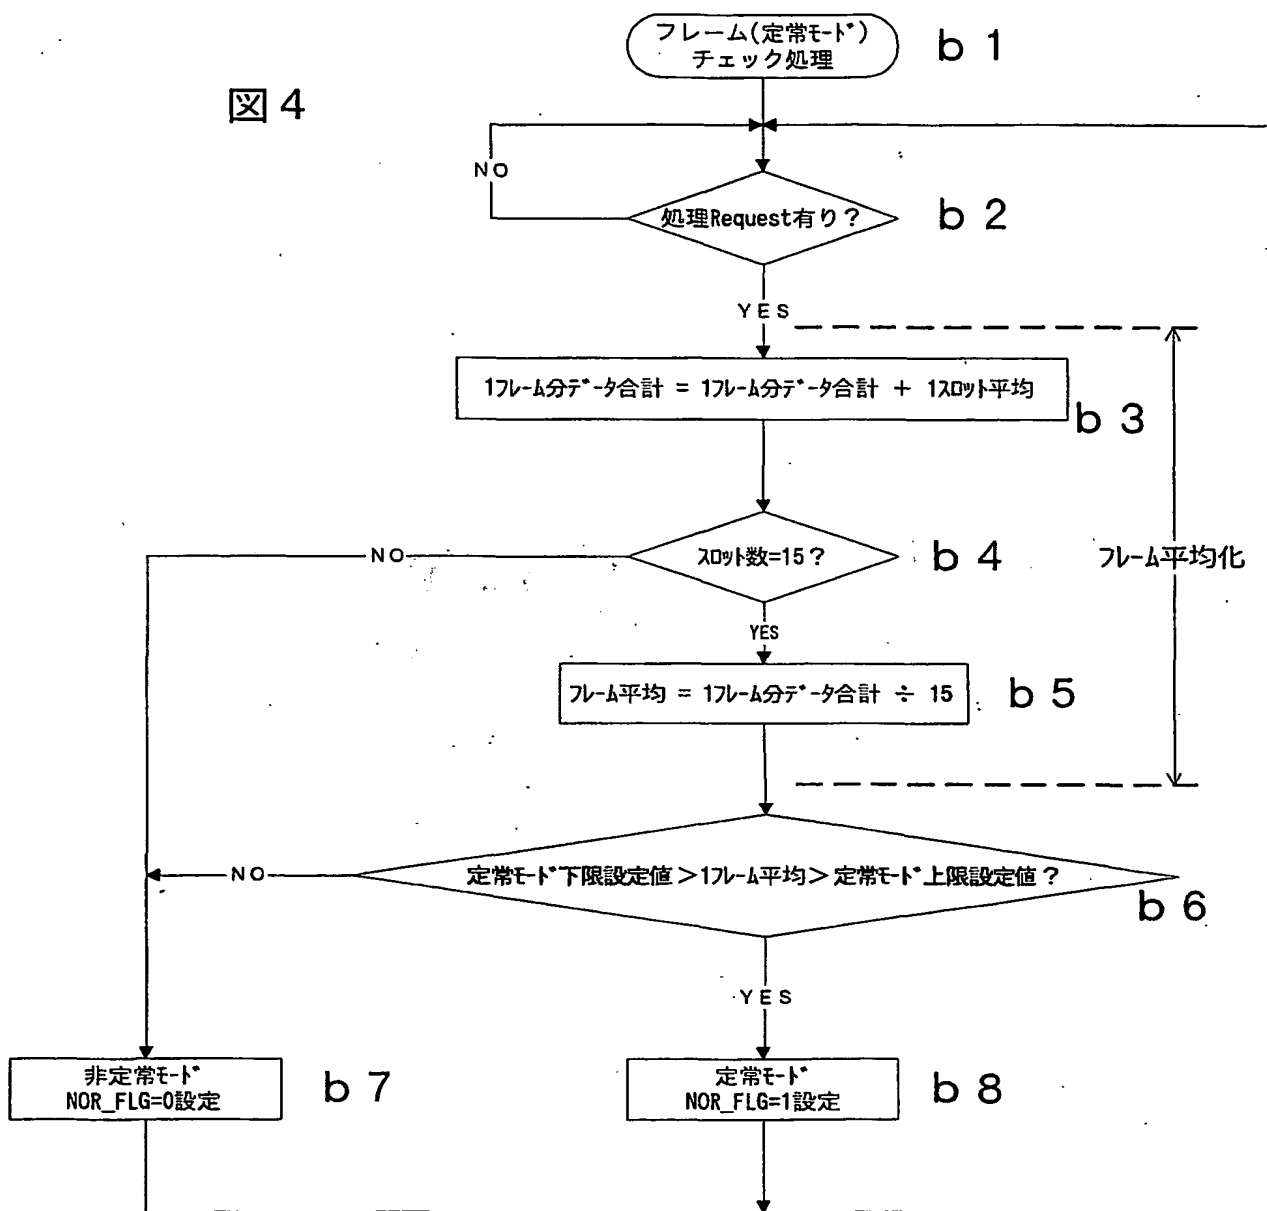 フレーム(定常ﾓｰﾄﾞ)
チェック処理
b 1
図 4
NO
処理Request有り？
b 2
YES
1ﾌﾚｰﾑ分ﾃﾞｰﾀ合計 = 1ﾌﾚｰﾑ分ﾃﾞｰﾀ合計 + 1ｽﾛｯﾄ平均
b 3
NO
ｽﾛｯﾄ数=15？
b 4
ﾌﾚｰﾑ平均化
YES
ﾌﾚｰﾑ平均 = 1ﾌﾚｰﾑ分ﾃﾞｰﾀ合計 ÷ 15
b 5
NO
定常ﾓｰﾄﾞ下限設定値＞1ﾌﾚｰﾑ平均＞定常ﾓｰﾄﾞ上限設定値？
b 6
YES
非定常ﾓｰﾄﾞ
NOR_FLG=0設定
b 7
定常ﾓｰﾄﾞ
NOR_FLG=1設定
b 8